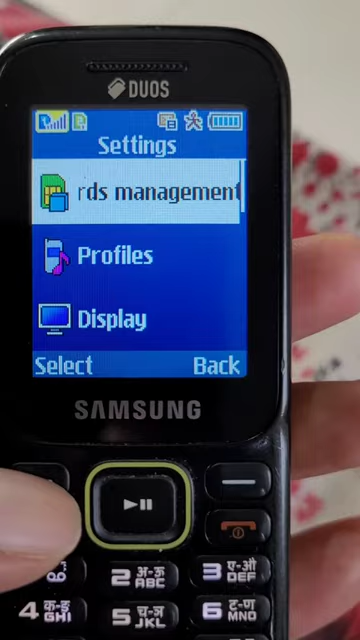 DUOS
Settings
rds management
Profiles
Display
Select
Back
SAMSUNG
2 अ-ऊ ABC
3 ए-औ DEF
4 क-ङ GHI
5 च-ञ JKL
6 ट-ण MNO